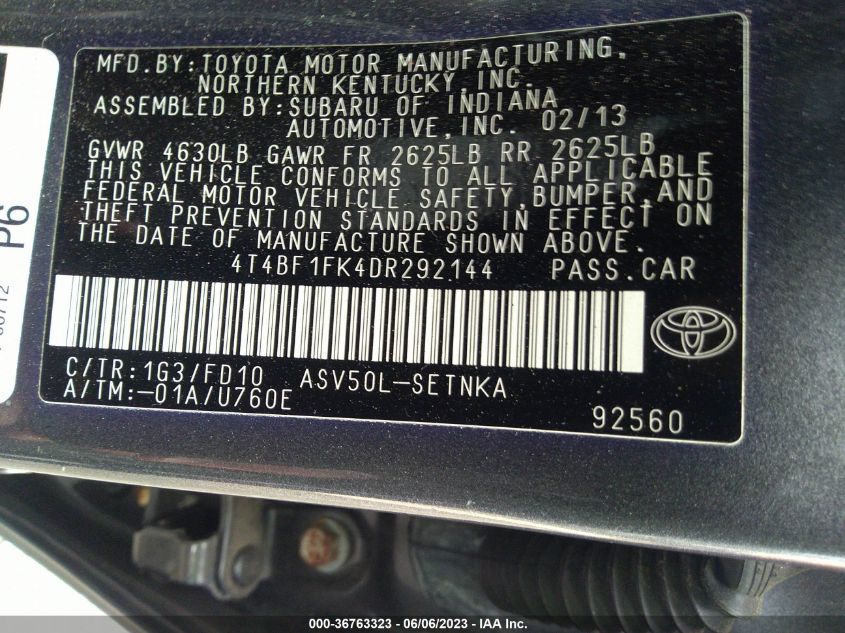 MFD.BY:TOYOTA MOTOR MANUFACTURING,
NORTHERN KENTUCKY,INC.
ASSEMBLED BY:SUBARU OF INDIANA
AUTOMOTIVE,INC. 02/13
GVWR 4630LB GAWR FR 2625LB RR 2625LB
THIS VEHICLE CONFORMS TO ALL APPLICABLE
FEDERAL MOTOR VEHICLE SAFETY,BUMPER,AND
THEFT PREVENTION STANDARDS IN EFFECT ON
THE DATE OF MANUFACTURE SHOWN ABOVE.
4T4BF1FK4DR292144 PASS.CAR
C/TR:1G3/FD10 ASV50L-SETNKA
A/TM:-01A/U760E
92560
P6
000-36763323 - 06/06/2023 - IAA Inc.